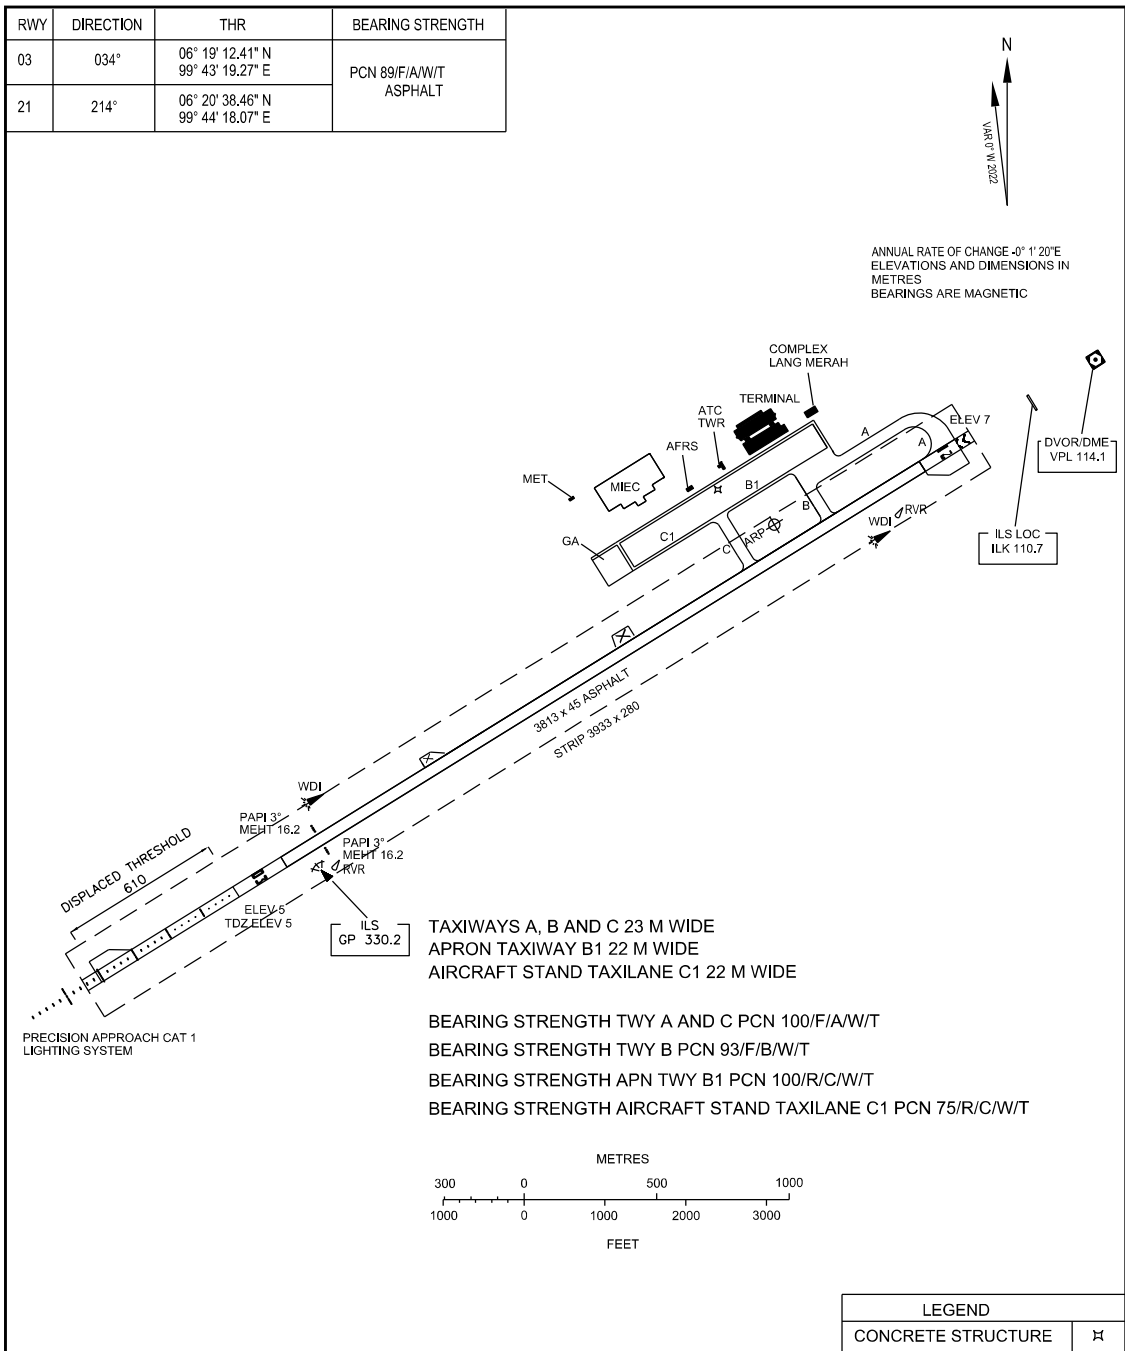 RWY DIRECTION THR BEARING STRENGTH
03 034° 06° 19' 12.41" N
99° 43' 19.27" E
PCN 89/F/A/W/T
ASPHALT
21 214° 06° 20' 38.46" N
99° 44' 18.07" E
N
VAR 0° W 2022
ANNUAL RATE OF CHANGE -0° 1' 20"E
ELEVATIONS AND DIMENSIONS IN
METRES
BEARINGS ARE MAGNETIC
COMPLEX
LANG MERAH
TERMINAL
ATC
TWR
AFRS
MET
MIEC
GA
A
A
ELEV 7
DVOR/DME
VPL 114.1
ILS LOC
ILK 110.7
B1
B
C1
C
ARP
WDI
RVR
3813 x 45 ASPHALT
STRIP 3933 x 280
WDI
PAPI 3°
MEHT 16.2
PAPI 3°
MEHT 16.2
RVR
DISPLACED THRESHOLD
610
ELEV 5
TDZ ELEV 5
ILS
GP 330.2
PRECISION APPROACH CAT 1
LIGHTING SYSTEM
TAXIWAYS A, B AND C 23 M WIDE
APRON TAXIWAY B1 22 M WIDE
AIRCRAFT STAND TAXILANE C1 22 M WIDE
BEARING STRENGTH TWY A AND C PCN 100/F/A/W/T
BEARING STRENGTH TWY B PCN 93/F/B/W/T
BEARING STRENGTH APN TWY B1 PCN 100/R/C/W/T
BEARING STRENGTH AIRCRAFT STAND TAXILANE C1 PCN 75/R/C/W/T
METRES
300 0 500 1000
1000 0 1000 2000 3000
FEET
LEGEND
CONCRETE STRUCTURE